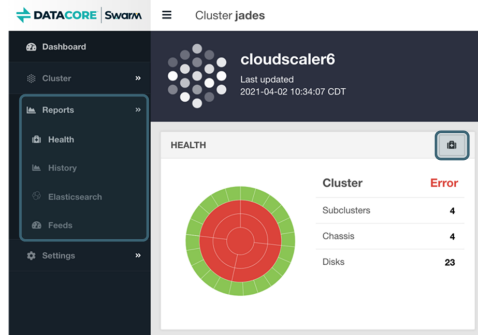 DATACORE Swarm
Cluster jades
Dashboard
Cluster »
Reports »
Health
History
Elasticsearch
Feeds
Settings »
cloudscaler6
Last updated
2021-04-02 10:34:07 CDT
HEALTH
Cluster Error
Subclusters 4
Chassis 4
Disks 23